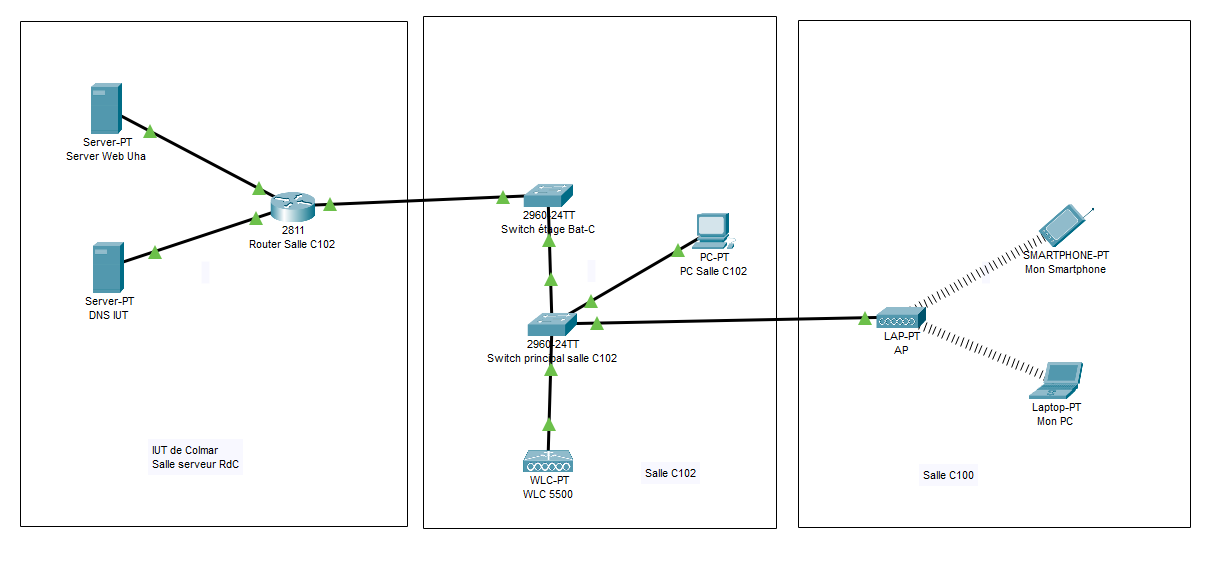 Server-PT
Server Web Uha
2811
Router Salle C102
Server-PT
DNS IUT
IUT de Colmar
Salle serveur RdC
2960-24TT
Switch étage Bat-C
PC-PT
PC Salle C102
2960-24TT
Switch principal salle C102
WLC-PT
WLC 5500
Salle C102
SMARTPHONE-PT
Mon Smartphone
LAP-PT
AP
Laptop-PT
Mon PC
Salle C100